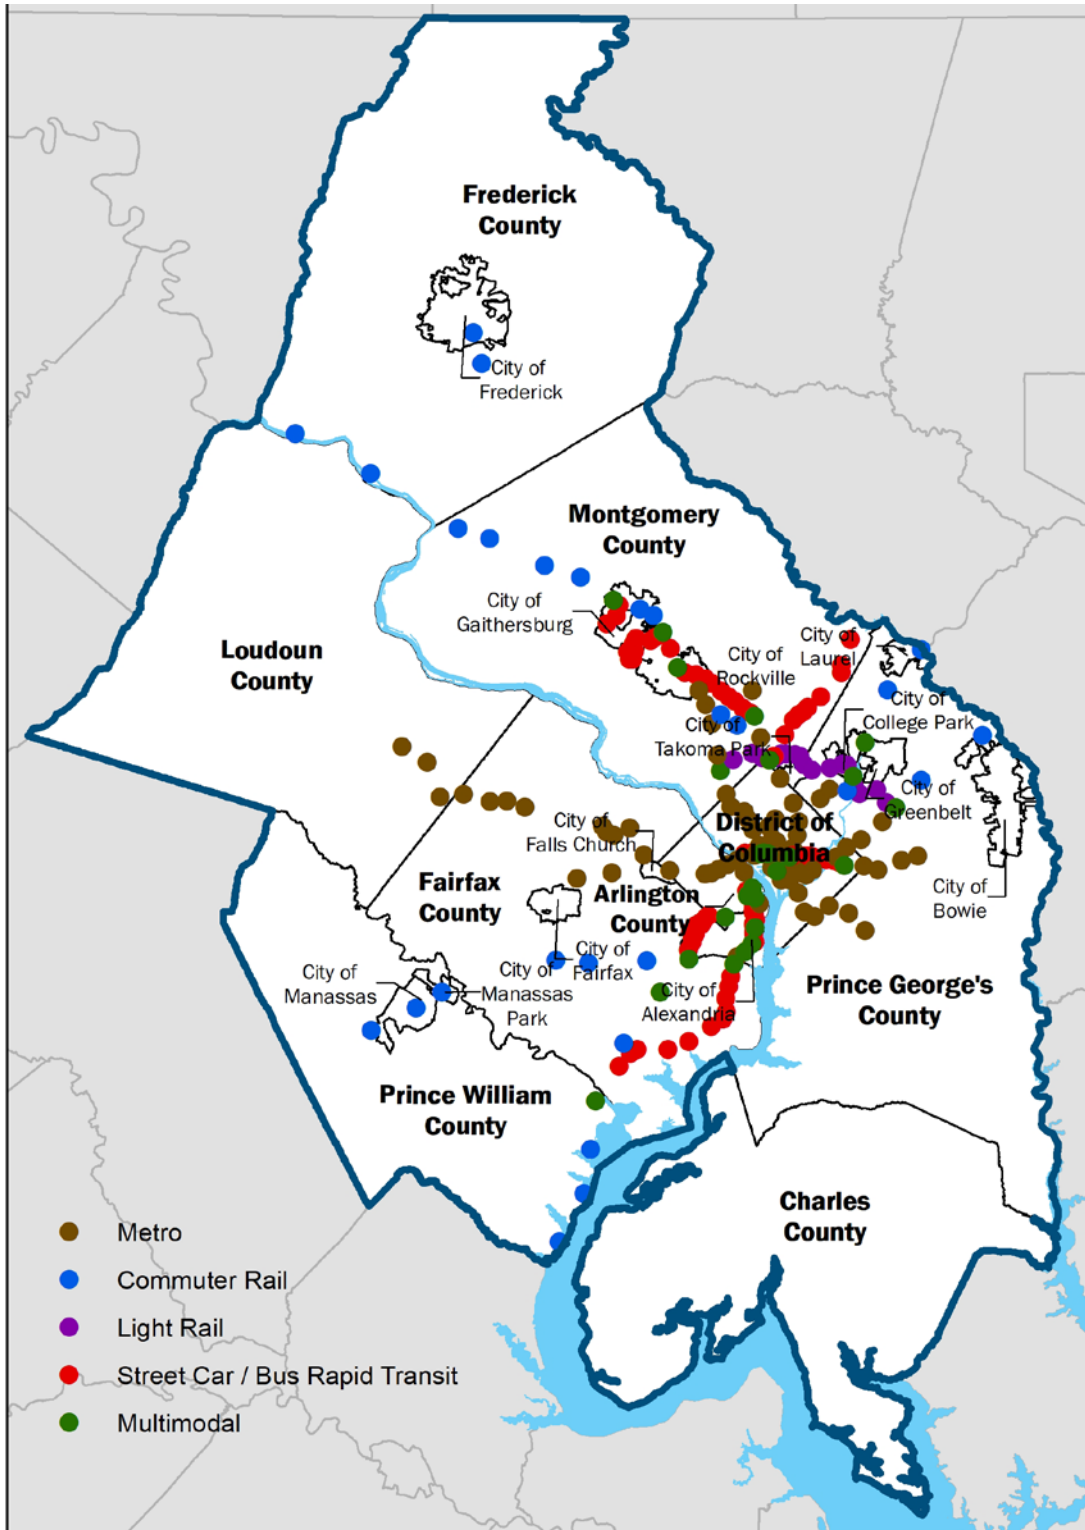 Frederick
County
City of
Frederick
Montgomery
County
City of
Gaithersburg
City of
Laurel
City of
Rockville
Loudoun
County
City of
College Park
City of
Takoma Park
City of
Greenbelt
City of
Falls Church
District of
Columbia
Fairfax
County
Arlington
County
City of
Bowie
City of
Fairfax
City of
Manassas
City of
Manassas
Park
City of
Alexandria
Prince George's
County
Prince William
County
Charles
County
Metro
Commuter Rail
Light Rail
Street Car / Bus Rapid Transit
Multimodal